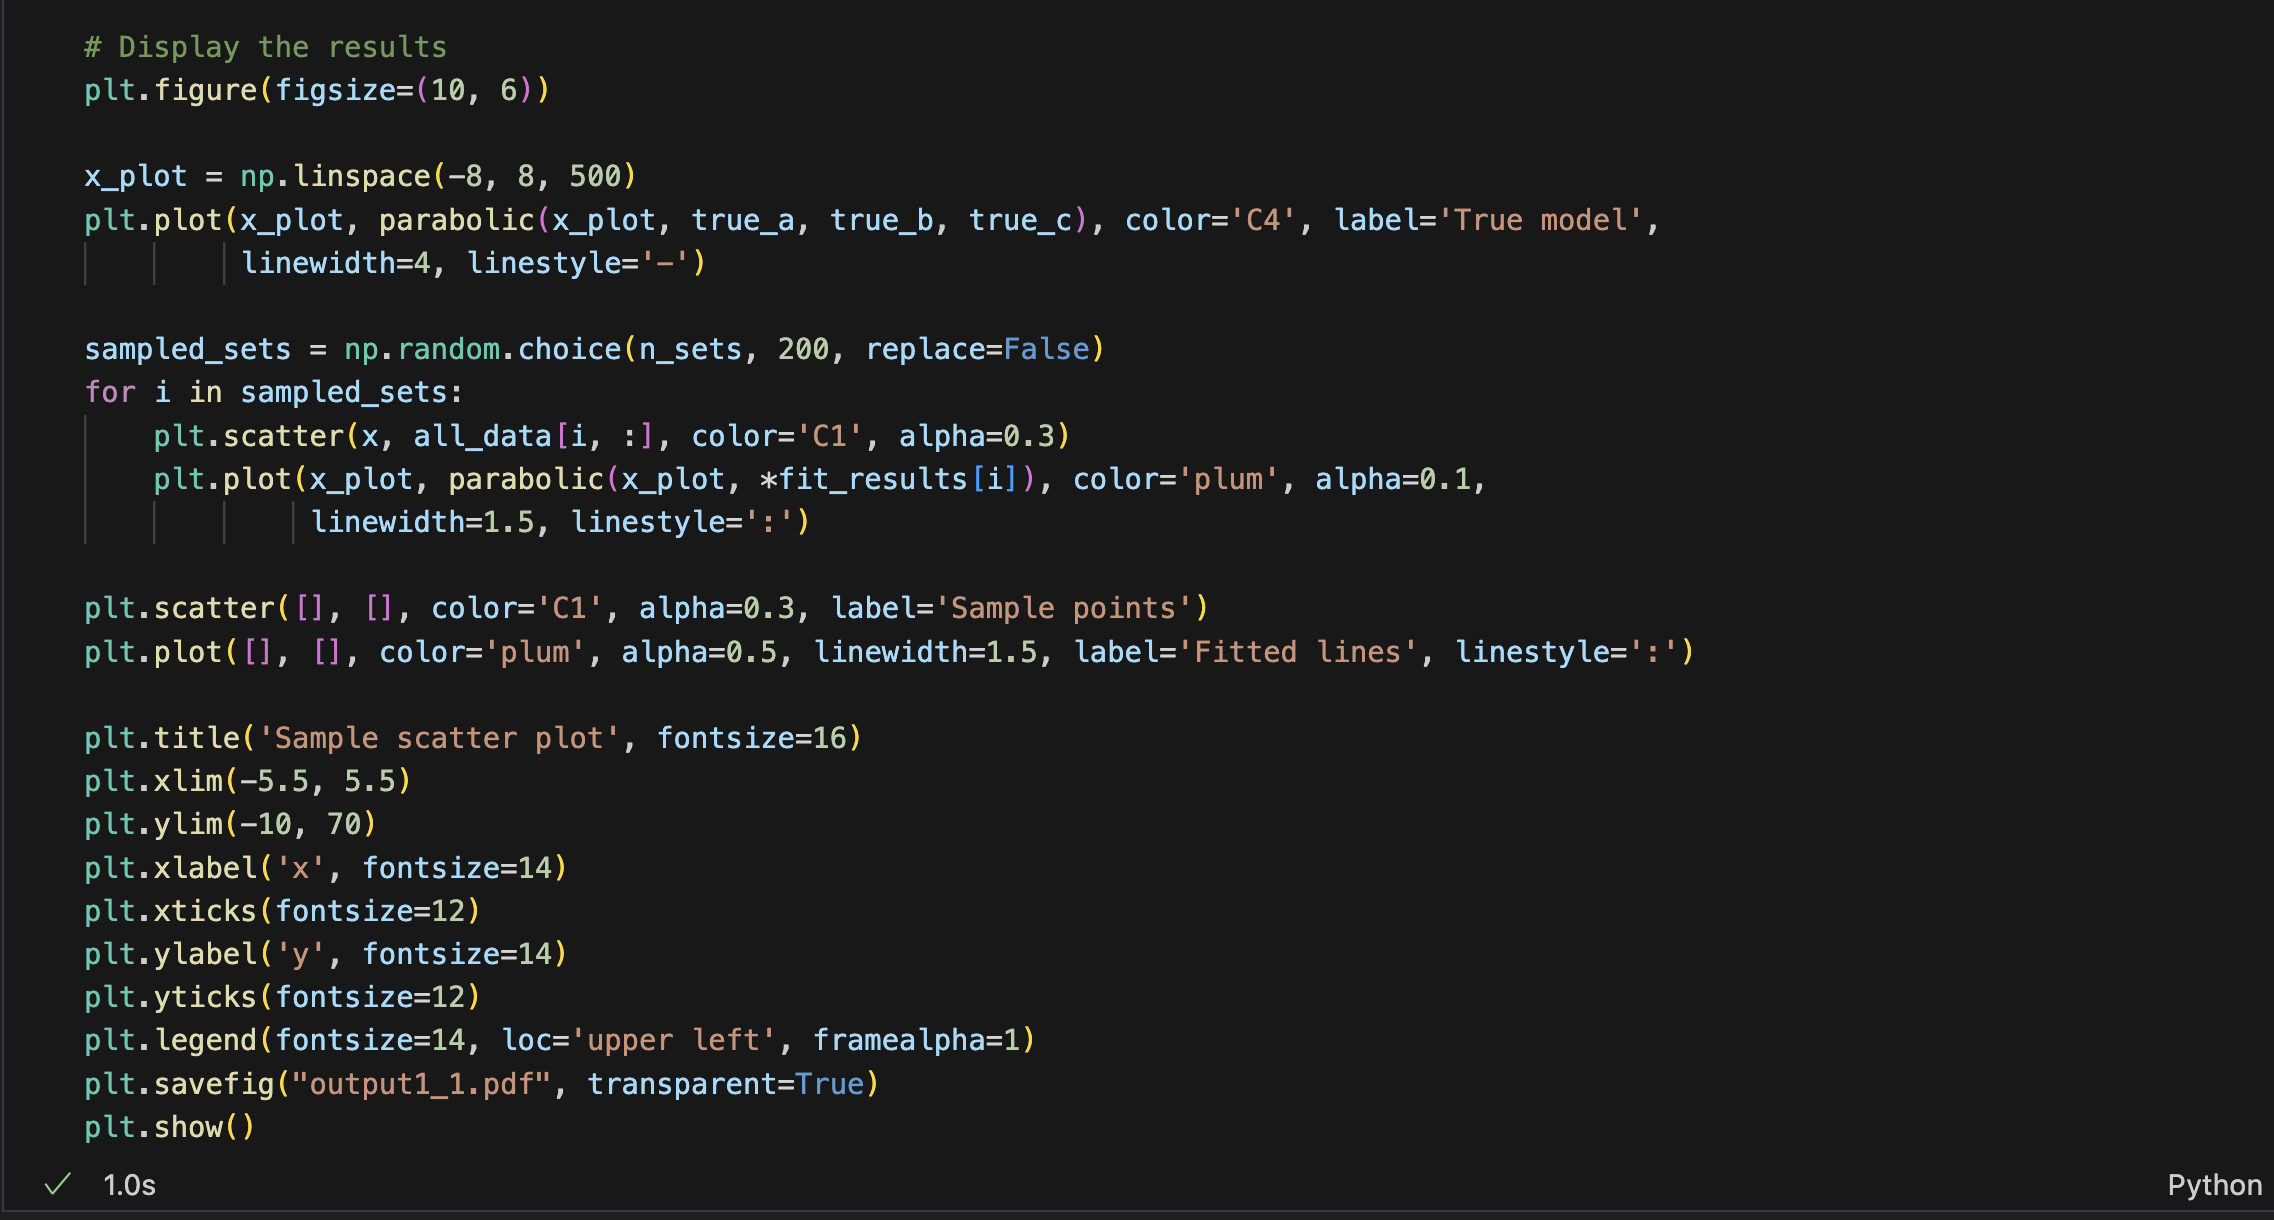 # Display the results
plt.figure(figsize=(10, 6))
x_plot = np.linspace(-8, 8, 500)
plt.plot(x_plot, parabolic(x_plot, true_a, true_b, true_c), color='C4', label='True model',
linewidth=4, linestyle='-')
sampled_sets = np.random.choice(n_sets, 200, replace=False)
for i in sampled_sets:
plt.scatter(x, all_data[i, :], color='C1', alpha=0.3)
plt.plot(x_plot, parabolic(x_plot, *fit_results[i]), color='plum', alpha=0.1,
linewidth=1.5, linestyle=':')
plt.scatter([], [], color='C1', alpha=0.3, label='Sample points')
plt.plot([], [], color='plum', alpha=0.5, linewidth=1.5, label='Fitted lines', linestyle=':')
plt.title('Sample scatter plot', fontsize=16)
plt.xlim(-5.5, 5.5)
plt.ylim(-10, 70)
plt.xlabel('x', fontsize=14)
plt.xticks(fontsize=12)
plt.ylabel('y', fontsize=14)
plt.yticks(fontsize=12)
plt.legend(fontsize=14, loc='upper left', framealpha=1)
plt.savefig("output1_1.pdf", transparent=True)
plt.show()
1.0s
Python